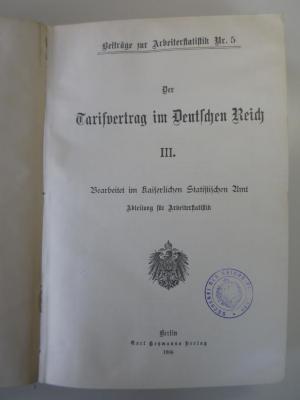 Beiträge zur Arbeiterstatistik Nr. 5
Der
Tarifvertrag im Deutschen Reich
III.
Bearbeitet im Kaiserlichen Statistischen Amt
Abteilung für Arbeiterstatistik
Berlin
Carl Heymanns Verlag
1906